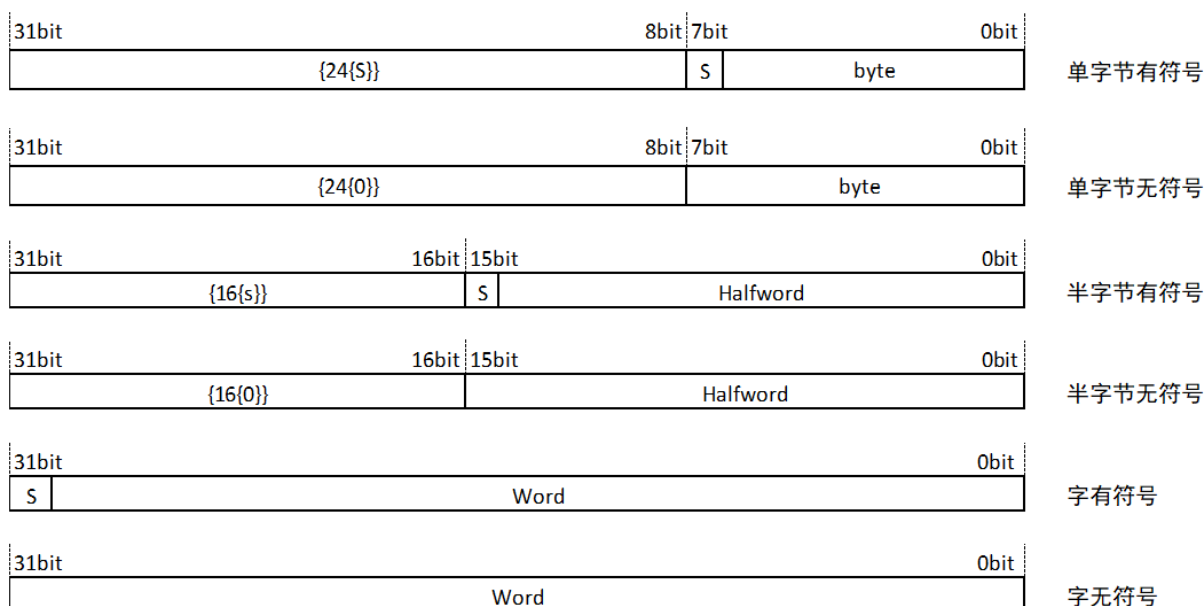 31bit 8bit 7bit 0bit
{24{S}} S byte 单字节有符号
31bit 8bit 7bit 0bit
{24{0}} byte 单字节无符号
31bit 16bit 15bit 0bit
{16{s}} S Halfword 半字节有符号
31bit 16bit 15bit 0bit
{16{0}} Halfword 半字节无符号
31bit 0bit
S Word 字有符号
31bit 0bit
Word 字无符号